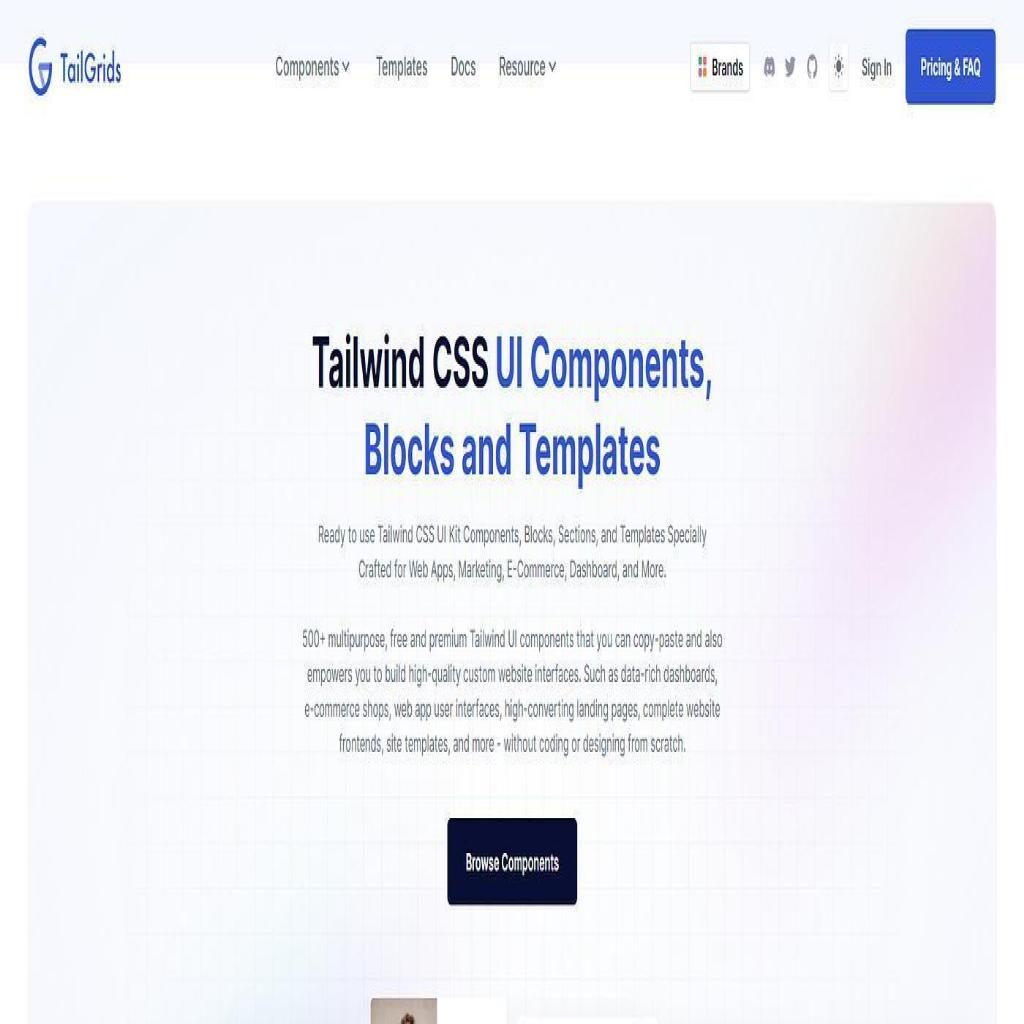 TailGrids
Components
Templates
Docs
Resource
Brands
Sign In
Pricing & FAQ
Tailwind CSS UI Components,
Blocks and Templates
Ready to use Tailwind CSS UI Kit Components, Blocks, Sections, and Templates Specially
Crafted for Web Apps, Marketing, E-Commerce, Dashboard, and More.
500+ multipurpose, free and premium Tailwind UI components that you can copy-paste and also
empowers you to build high-quality custom website interfaces. Such as data-rich dashboards,
e-commerce shops, web app user interfaces, high-converting landing pages, complete website
frontends, site templates, and more - without coding or designing from scratch.
Browse Components